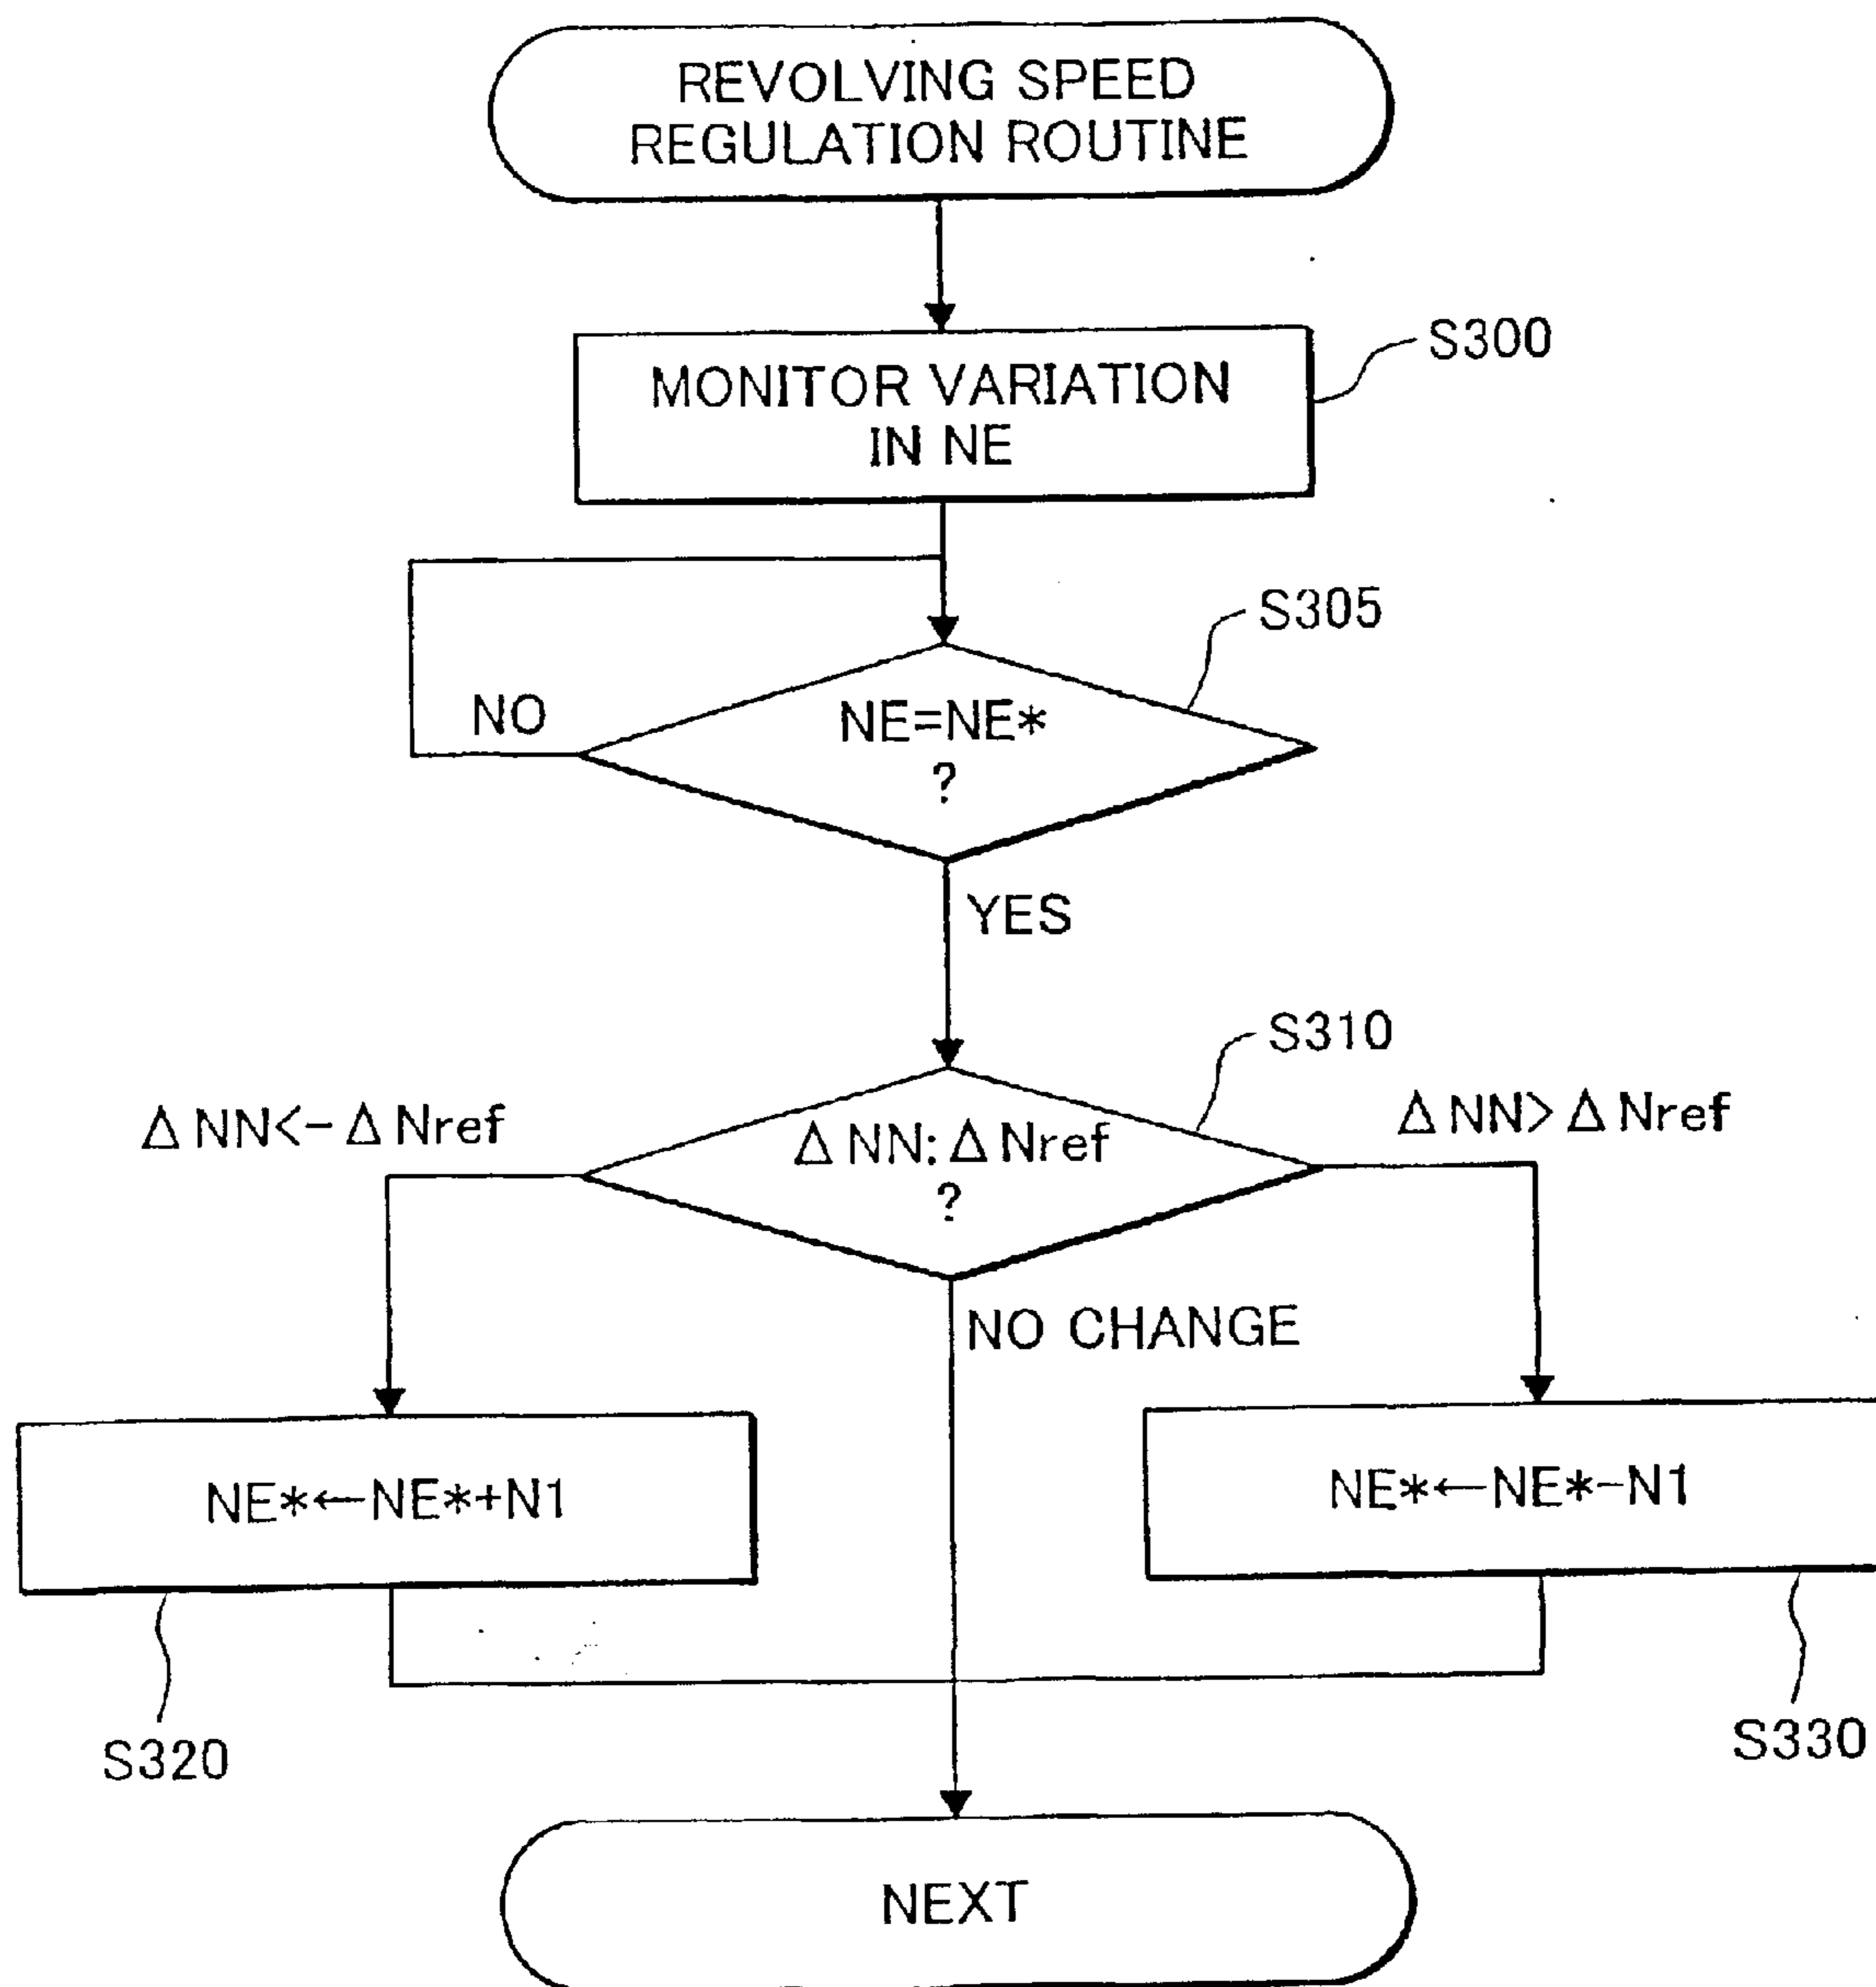 REVOLVING SPEED
REGULATION ROUTINE
S300
MONITOR VARIATION
IN NE
S305
NO
NE=NE*
?
YES
S310
ΔNN<-ΔNref
ΔNN:ΔNref
?
ΔNN>ΔNref
NO CHANGE
NE*←NE*+N1
NE*←NE*-N1
S320
S330
NEXT